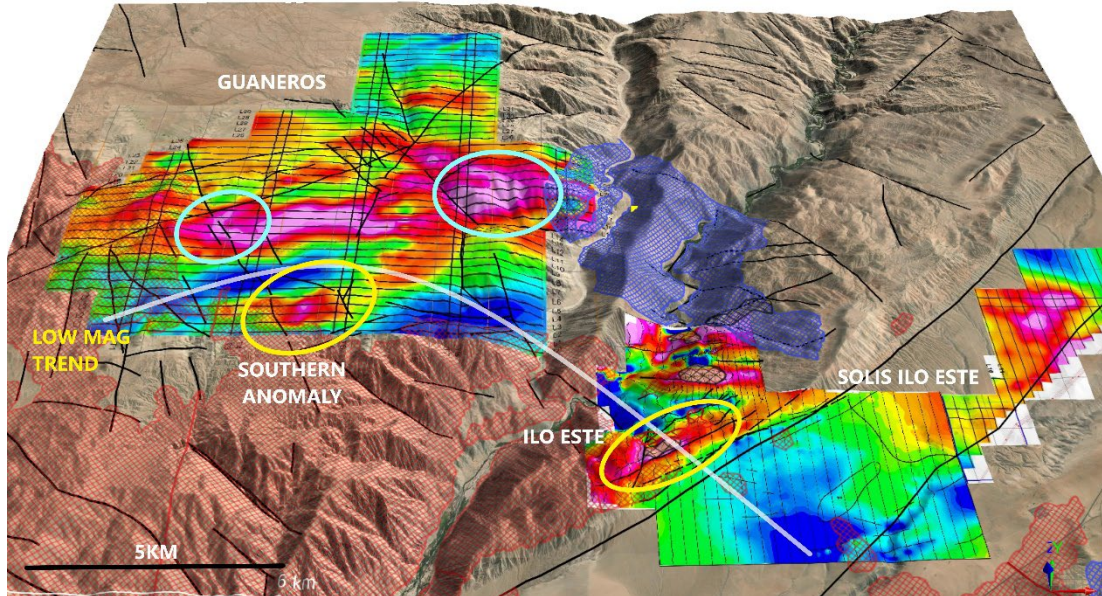 GUANEROS
LOW MAG
TREND
SOUTHERN
ANOMALY
SOLIS ILO ESTE
ILO ESTE
5KM
6 km